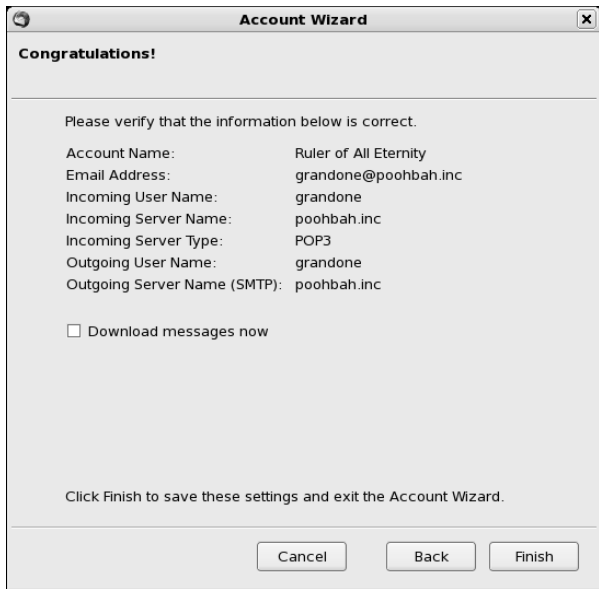 Account Wizard
Congratulations!
Please verify that the information below is correct.
Account Name: Ruler of All Eternity
Email Address: grandone@poohbah.inc
Incoming User Name: grandone
Incoming Server Name: poohbah.inc
Incoming Server Type: POP3
Outgoing User Name: grandone
Outgoing Server Name (SMTP): poohbah.inc
Download messages now
Click Finish to save these settings and exit the Account Wizard.
Cancel Back Finish